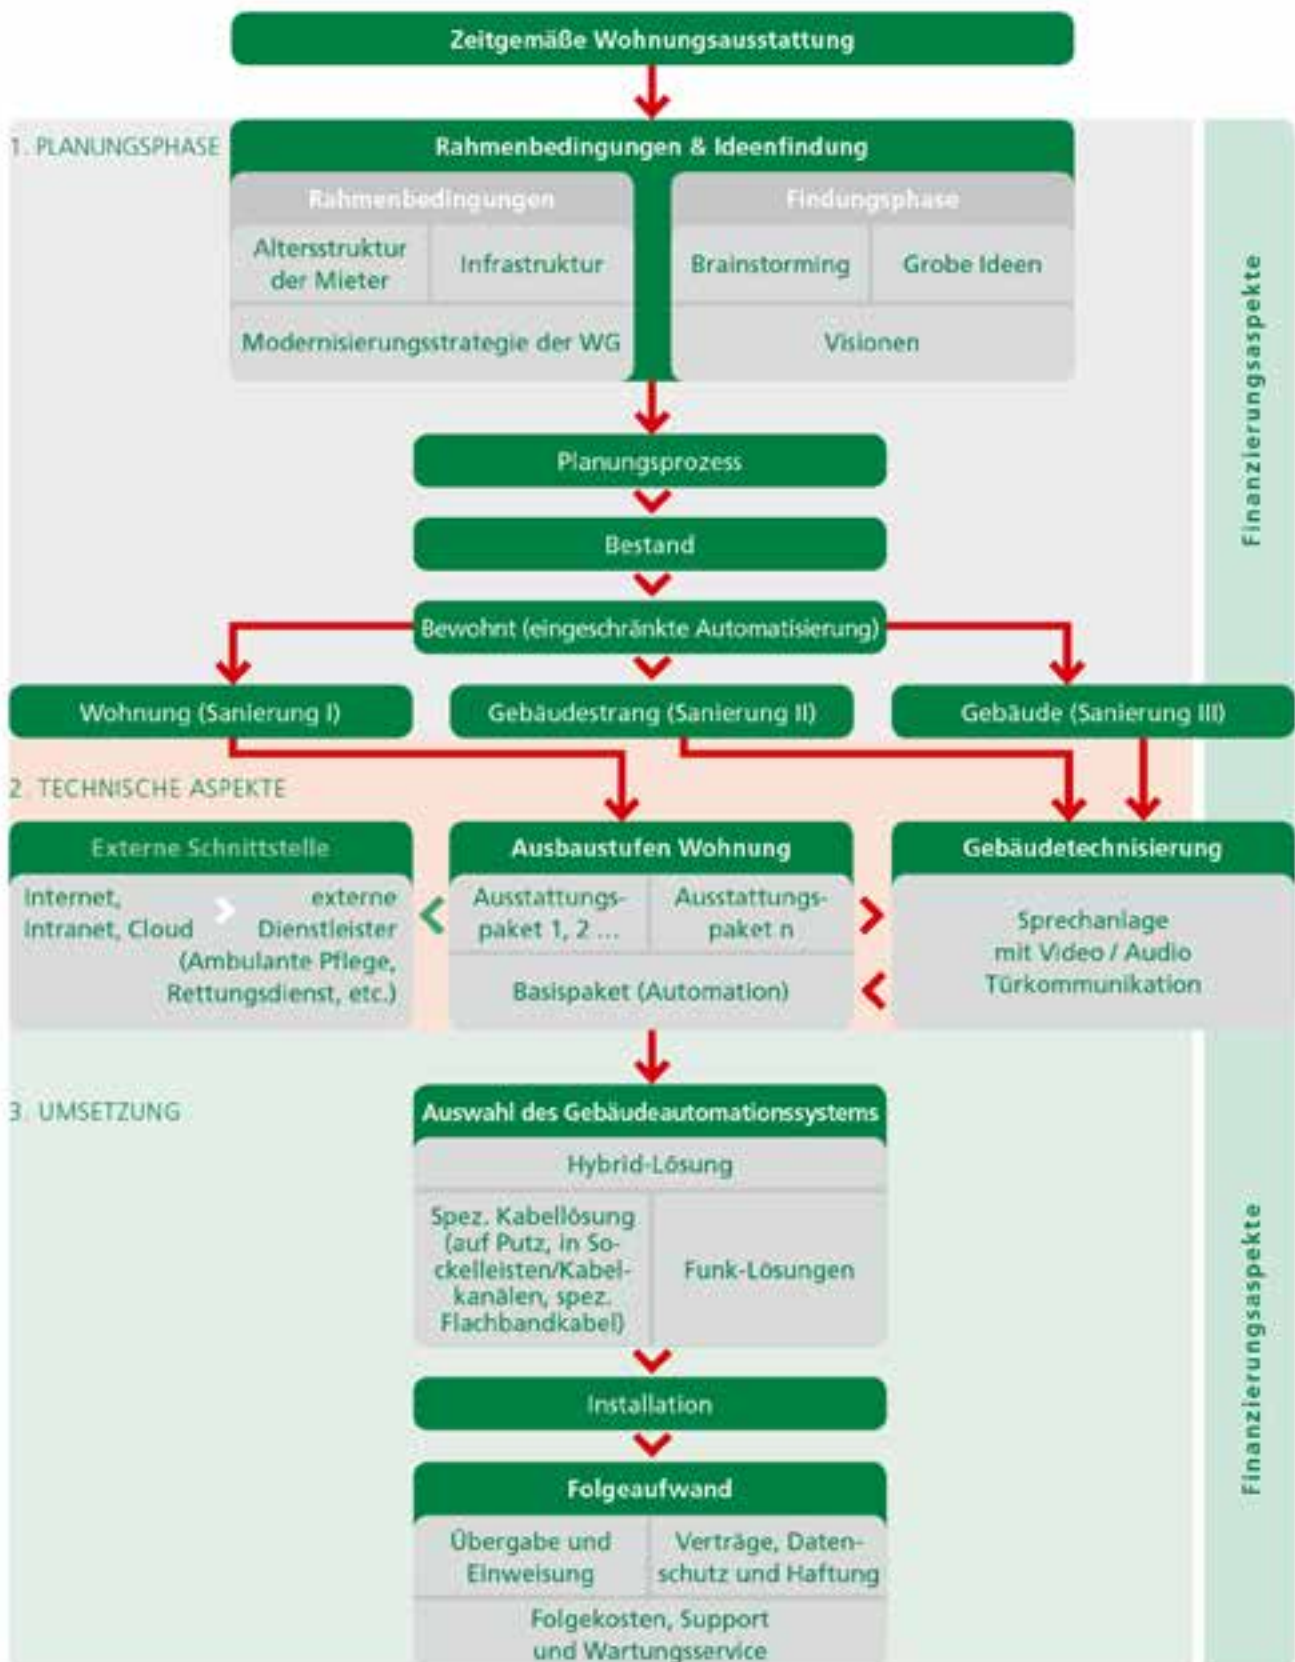 Zeitgemäße Wohnungsausstattung
1. PLANUNGSPHASE
Rahmenbedingungen & Ideenfindung
Rahmenbedingungen
Altersstruktur
der Mieter
Infrastruktur
Modernisierungsstrategie der WG
Findungsphase
Brainstorming
Grobe Ideen
Visionen
Finanzierungsaspekte
Planungsprozess
Bestand
Bewohnt (eingeschränkte Automatisierung)
Wohnung (Sanierung I)
Gebäudestrang (Sanierung II)
Gebäude (Sanierung III)
2. TECHNISCHE ASPEKTE
Externe Schnittstelle
Internet,
Intranet, Cloud
externe
Dienstleister
(Ambulante Pflege,
Rettungsdienst, etc.)
Ausbaustufen Wohnung
Ausstattungs-
paket 1, 2 ...
Ausstattungs-
paket n
Basispaket (Automation)
Gebäudetechnisierung
Sprechanlage
mit Video / Audio
Türkommunikation
3. UMSETZUNG
Auswahl des Gebäudeautomationssystems
Hybrid-Lösung
Spez. Kabellösung
(auf Putz, in So-
ckelleisten/Kabel-
kanälen, spez.
Flachbandkabel)
Funk-Lösungen
Finanzierungsaspekte
Installation
Folgeaufwand
Übergabe und
Einweisung
Verträge, Daten-
schutz und Haftung
Folgekosten, Support
und Wartungsservice